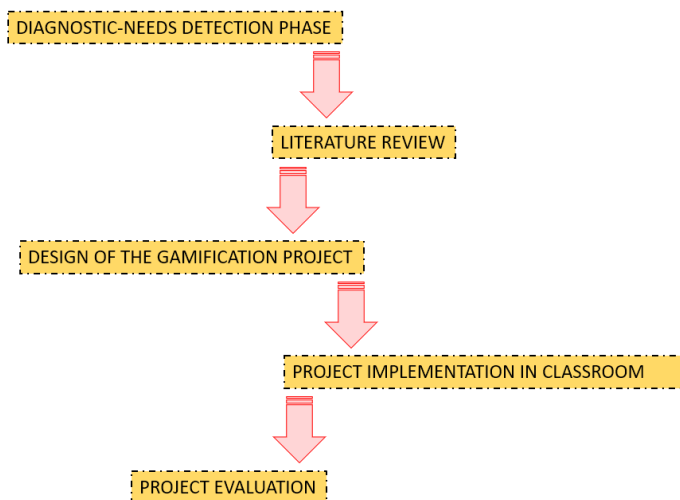 DIAGNOSTIC-NEEDS DETECTION PHASE
LITERATURE REVIEW
DESIGN OF THE GAMIFICATION PROJECT
PROJECT IMPLEMENTATION IN CLASSROOM
PROJECT EVALUATION